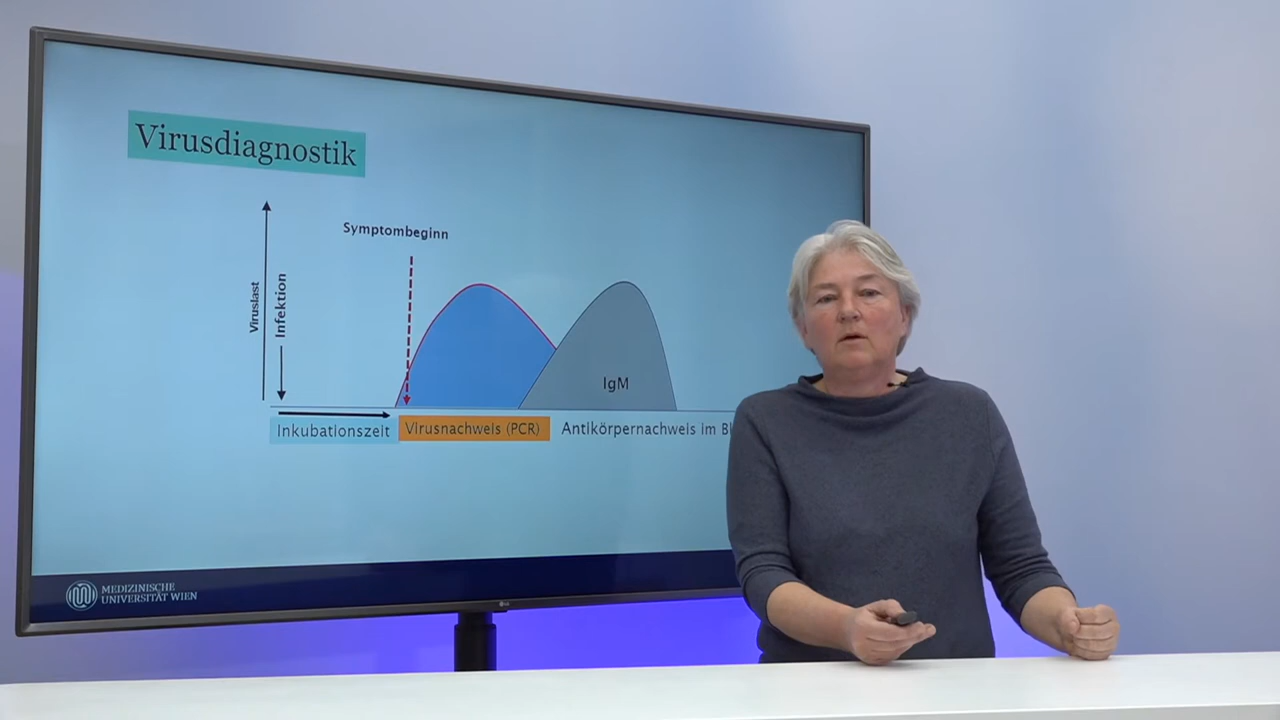 Virusdiagnostik
Symptombeginn
Viruslast
Infektion
IgM
Inkubationszeit
Virusnachweis (PCR)
Antikörpernachweis im
MEDIZINISCHE
UNIVERSITÄT WIEN
LG